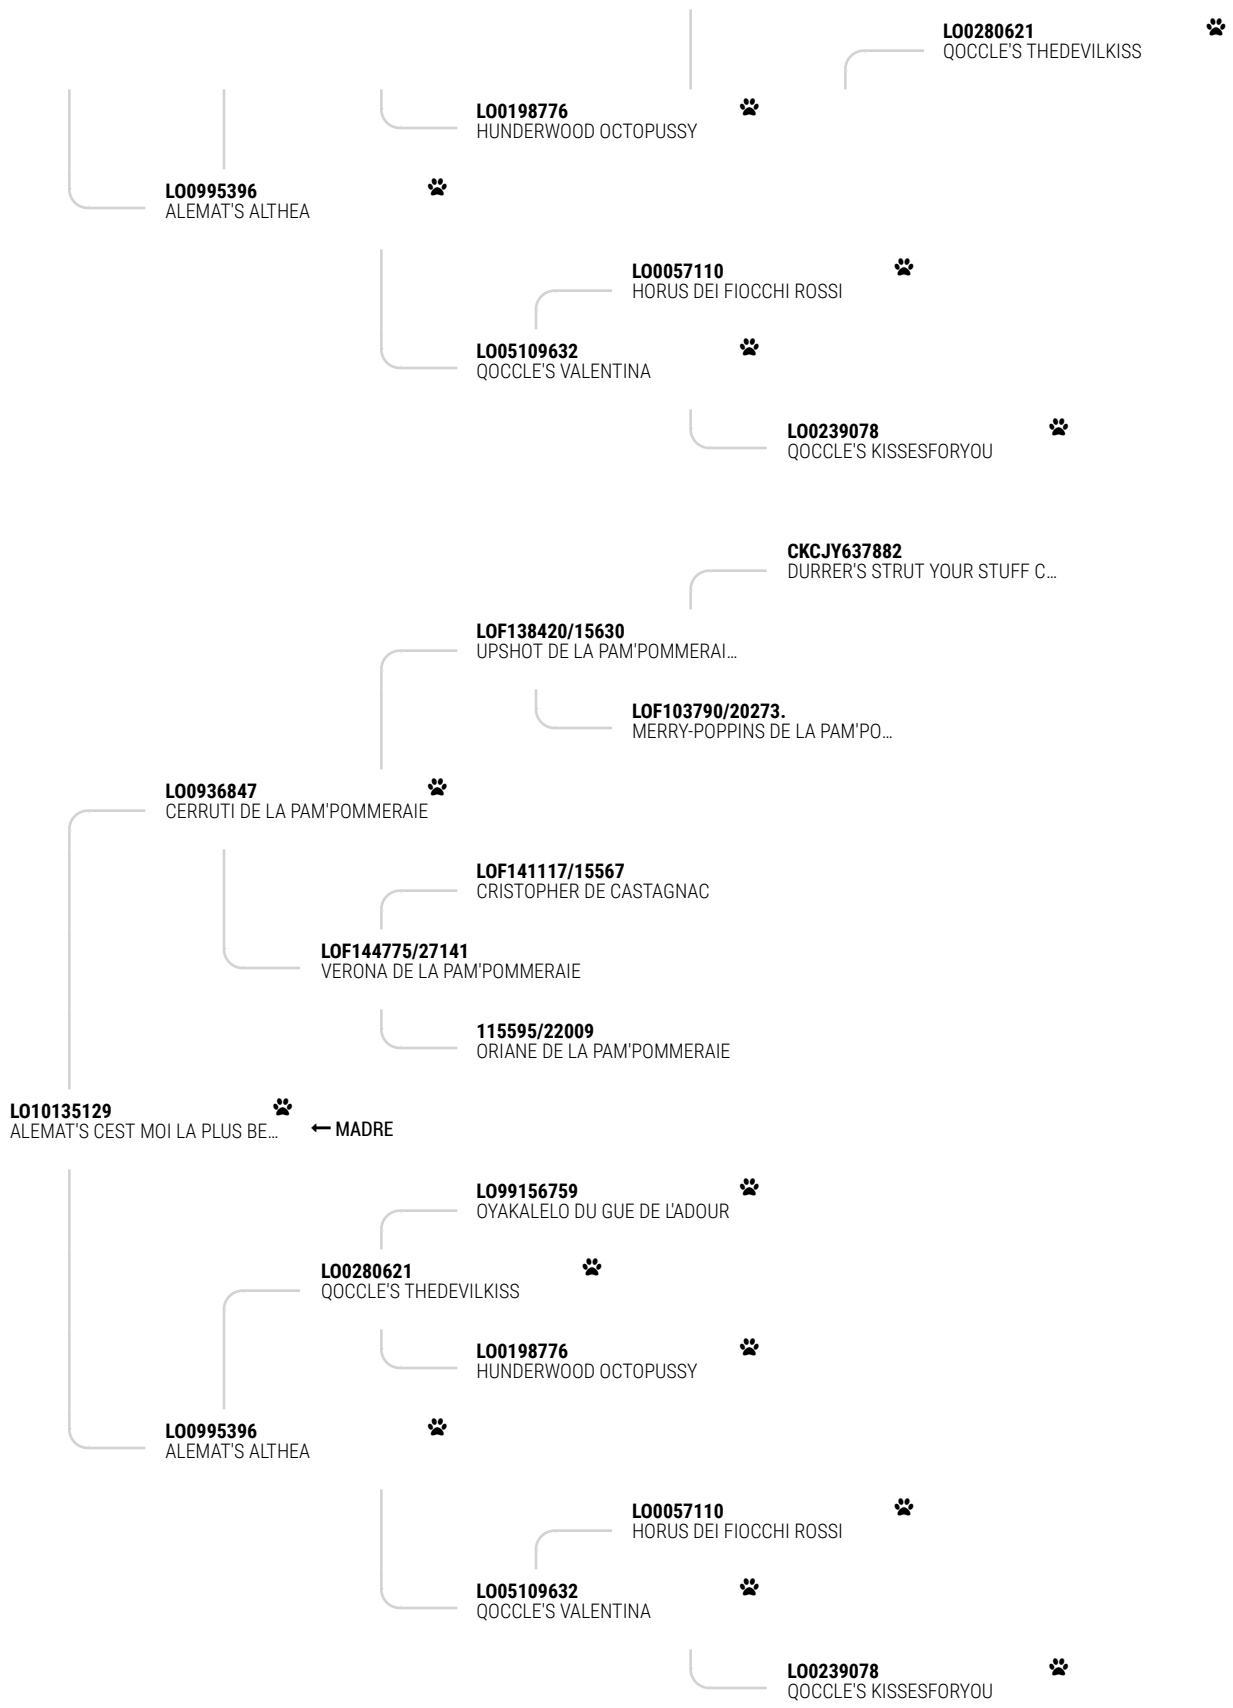 LO0280621
QOCCLE'S THEDEVILKISS
LO0198776
HUNDERWOOD OCTOPUSSY
LO0995396
ALEMAT'S ALTHEA
LO0057110
HORUS DEI FIOCCHI ROSSI
LO05109632
QOCCLE'S VALENTINA
LO0239078
QOCCLE'S KISSESFORYOU
CKCJY637882
DURRER'S STRUT YOUR STUFF C...
LOF138420/15630
UPSHOT DE LA PAM'POMMERAI...
LOF103790/20273.
MERRY-POPPINS DE LA PAM'PO...
LO0936847
CERRUTI DE LA PAM'POMMERAIE
LOF141117/15567
CRISTOPHER DE CASTAGNAC
LOF144775/27141
VERONA DE LA PAM'POMMERAIE
115595/22009
ORIANE DE LA PAM'POMMERAIE
LO10135129
ALEMAT'S CEST MOI LA PLUS BE...
← MADRE
LO99156759
OYAKALELO DU GUE DE L'ADOUR
LO0280621
QOCCLE'S THEDEVILKISS
LO0198776
HUNDERWOOD OCTOPUSSY
LO0995396
ALEMAT'S ALTHEA
LO0057110
HORUS DEI FIOCCHI ROSSI
LO05109632
QOCCLE'S VALENTINA
LO0239078
QOCCLE'S KISSESFORYOU